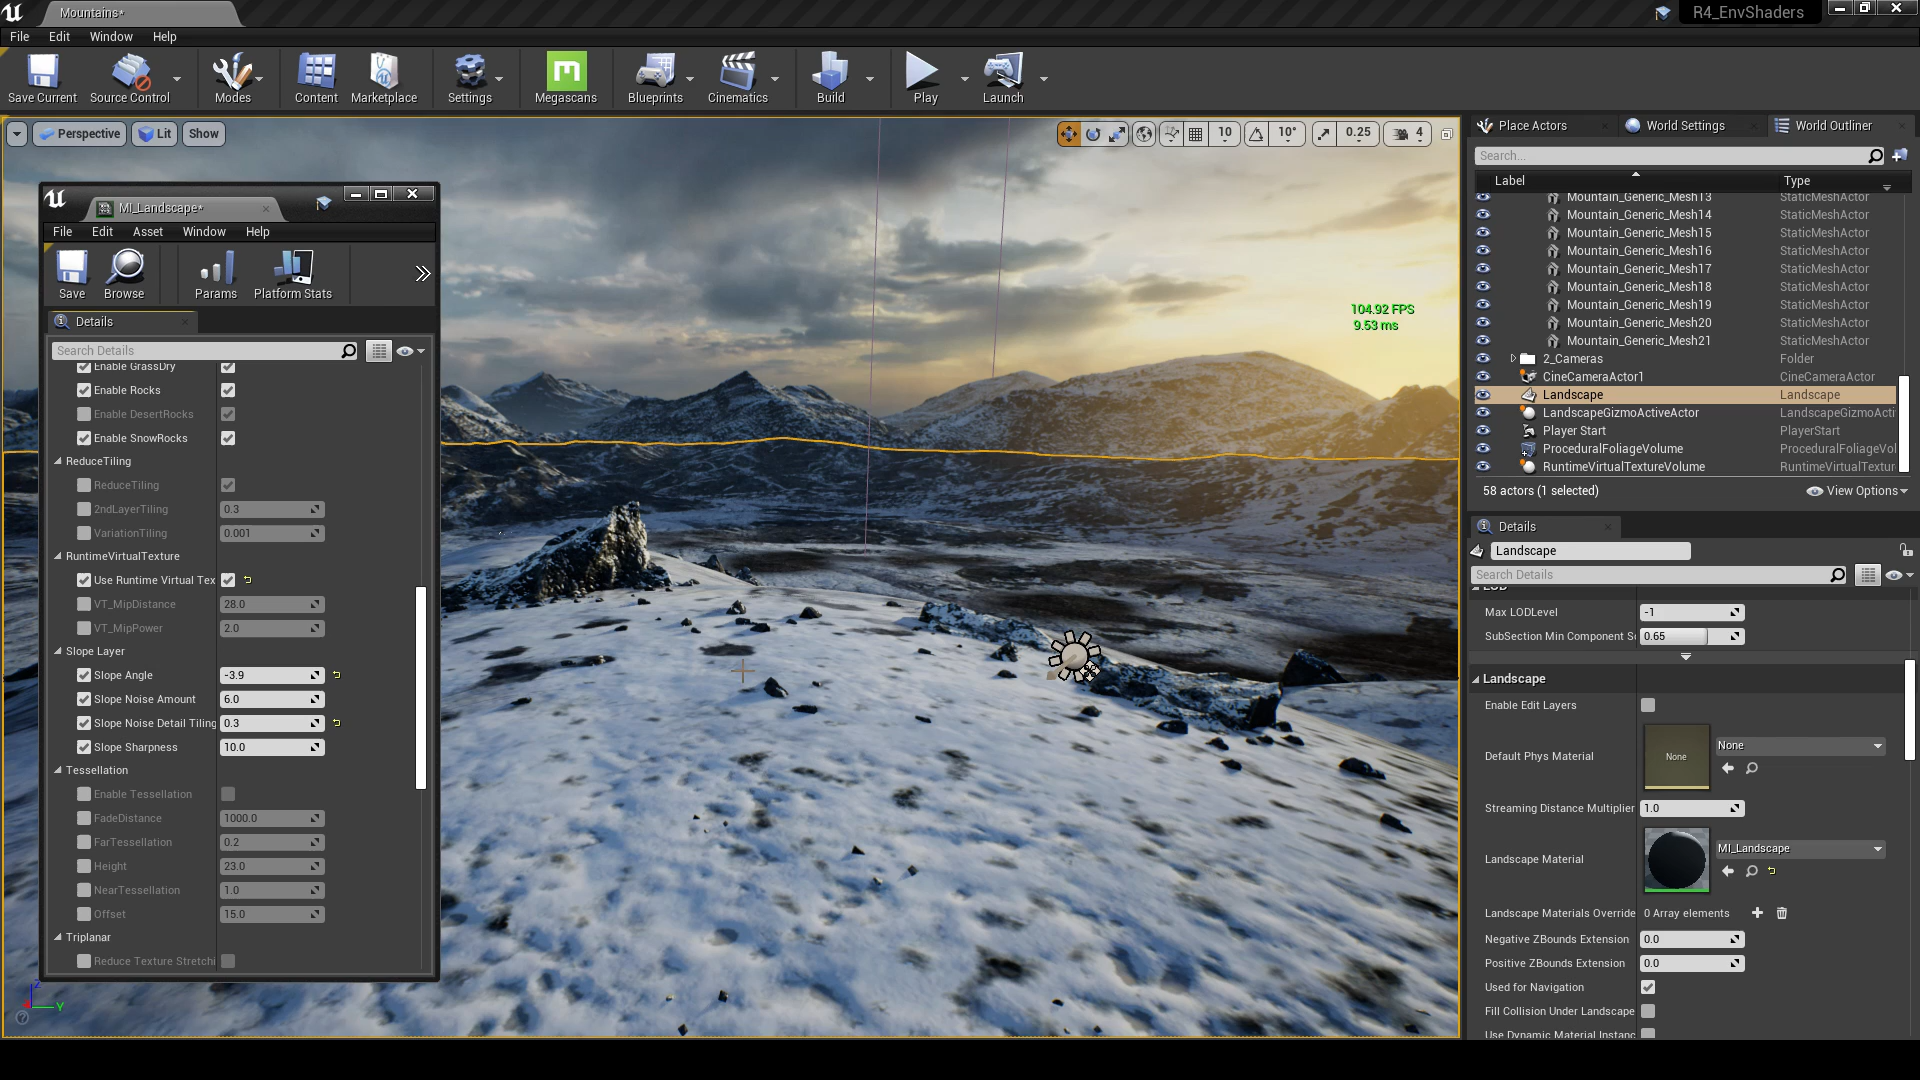 Mountains*
R4_EnvShaders
File Edit Window Help
Save Current Source Control Modes Content Marketplace Settings Megascans Blueprints Cinematics Build Play Launch
Perspective Lit Show
10 10° 0.25 4
104.92 FPS
9.53 ms
MI_Landscape*
File Edit Asset Window Help
Save Browse Params Platform Stats
Details
Search Details
Enable GrassDry
Enable Rocks
Enable DesertRocks
Enable SnowRocks
ReduceTiling
ReduceTiling
2ndLayerTiling 0.3
VariationTiling 0.001
RuntimeVirtualTexture
Use Runtime Virtual Tex
VT_MipDistance 28.0
VT_MipPower 2.0
Slope Layer
Slope Angle -3.9
Slope Noise Amount 6.0
Slope Noise Detail Tiling 0.3
Slope Sharpness 10.0
Tessellation
Enable Tessellation
FadeDistance 1000.0
FarTessellation 0.2
Height 23.0
NearTessellation 1.0
Offset 15.0
Triplanar
Reduce Texture Stretchi
Z
Y
Place Actors World Settings World Outliner
Search...
Label Type
Mountain_Generic_Mesh13 StaticMeshActor
Mountain_Generic_Mesh14 StaticMeshActor
Mountain_Generic_Mesh15 StaticMeshActor
Mountain_Generic_Mesh16 StaticMeshActor
Mountain_Generic_Mesh17 StaticMeshActor
Mountain_Generic_Mesh18 StaticMeshActor
Mountain_Generic_Mesh19 StaticMeshActor
Mountain_Generic_Mesh20 StaticMeshActor
Mountain_Generic_Mesh21 StaticMeshActor
2_Cameras Folder
CineCameraActor1 CineCameraActor
Landscape Landscape
LandscapeGizmoActiveActor LandscapeGizmoActi
Player Start PlayerStart
ProceduralFoliageVolume ProceduralFoliageVol
RuntimeVirtualTextureVolume RuntimeVirtualTextur
58 actors (1 selected) View Options
Details
Landscape
Search Details
LOD
Max LODLevel -1
SubSection Min Component Sc 0.65
Landscape
Enable Edit Layers
Default Phys Material None None
Streaming Distance Multiplier 1.0
Landscape Material MI_Landscape
Landscape Materials Override 0 Array elements
Negative ZBounds Extension 0.0
Positive ZBounds Extension 0.0
Used for Navigation
Fill Collision Under Landscape
Use Dynamic Material Instanc